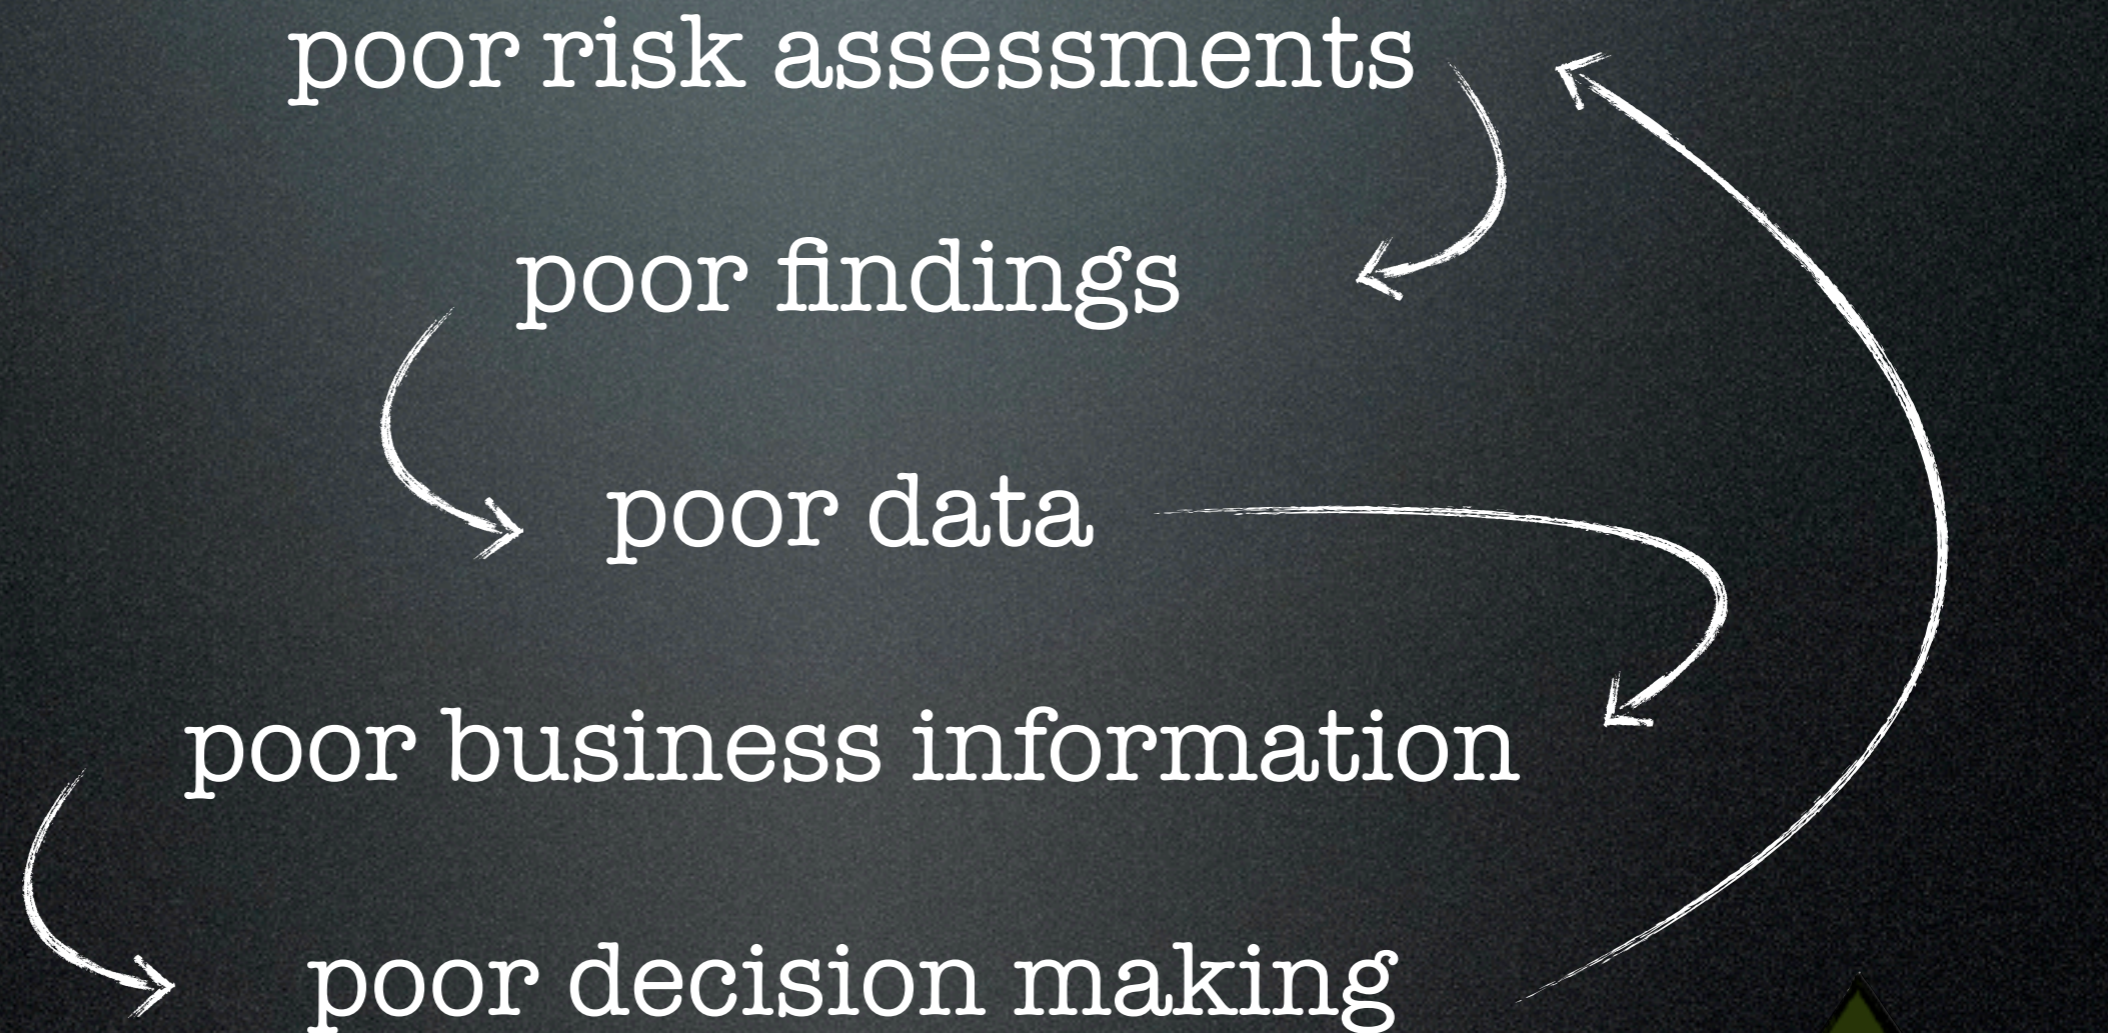 poor risk assessments
poor findings
poor data
poor business information
poor decision making